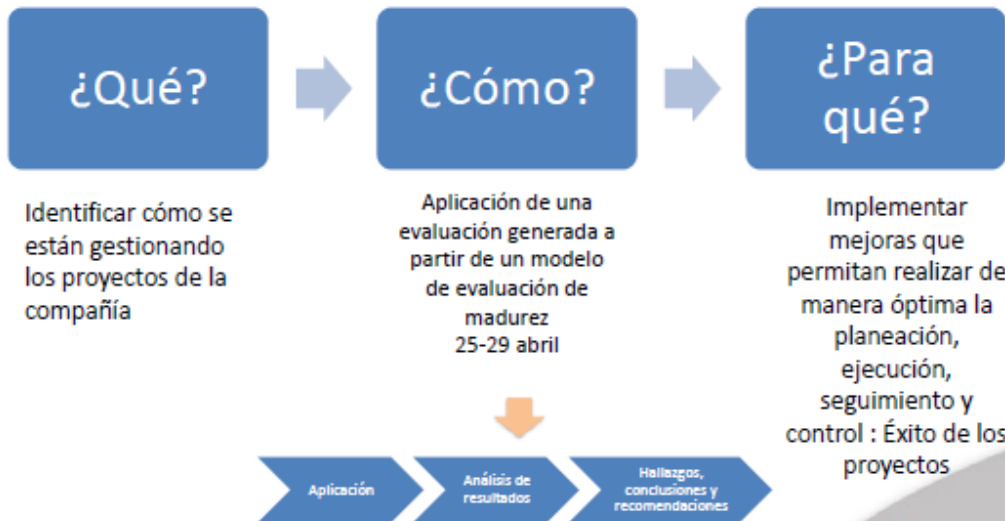 ¿Qué?
¿Cómo?
¿Para
qué?
Identificar cómo se
están gestionando
los proyectos de la
compañía
Aplicación de una
evaluación generada a
partir de un modelo
de evaluación de
madurez
25-29 abril
Implementar
mejoras que
permitan realizar de
manera óptima la
planeación,
ejecución,
seguimiento y
control : Éxito de los
proyectos
Aplicación
Análisis de
resultados
Hallazgos,
conclusiones y
recomendaciones